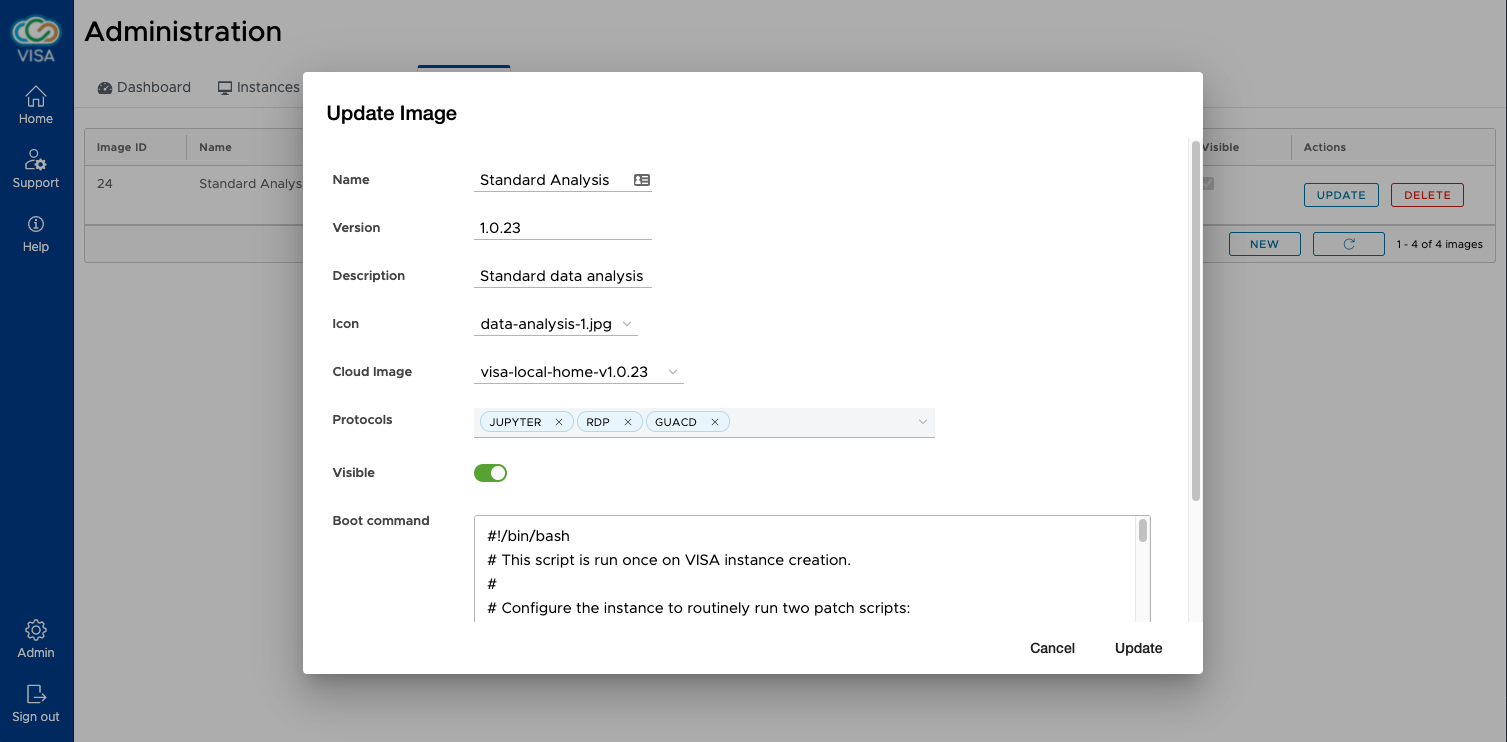 VISA
Home
Support
Help
Admin
Sign out
Administration
Dashboard
Instances
Image ID
Name
Visible
Actions
24
Standard Analys
UPDATE
DELETE
NEW
1 - 4 of 4 images
Update Image
Name
Standard Analysis
Version
1.0.23
Description
Standard data analysis
Icon
data-analysis-1.jpg
Cloud Image
visa-local-home-v1.0.23
Protocols
JUPYTER
RDP
GUACD
Visible
Boot command
#!/bin/bash
# This script is run once on VISA instance creation.
#
# Configure the instance to routinely run two patch scripts:
Cancel
Update